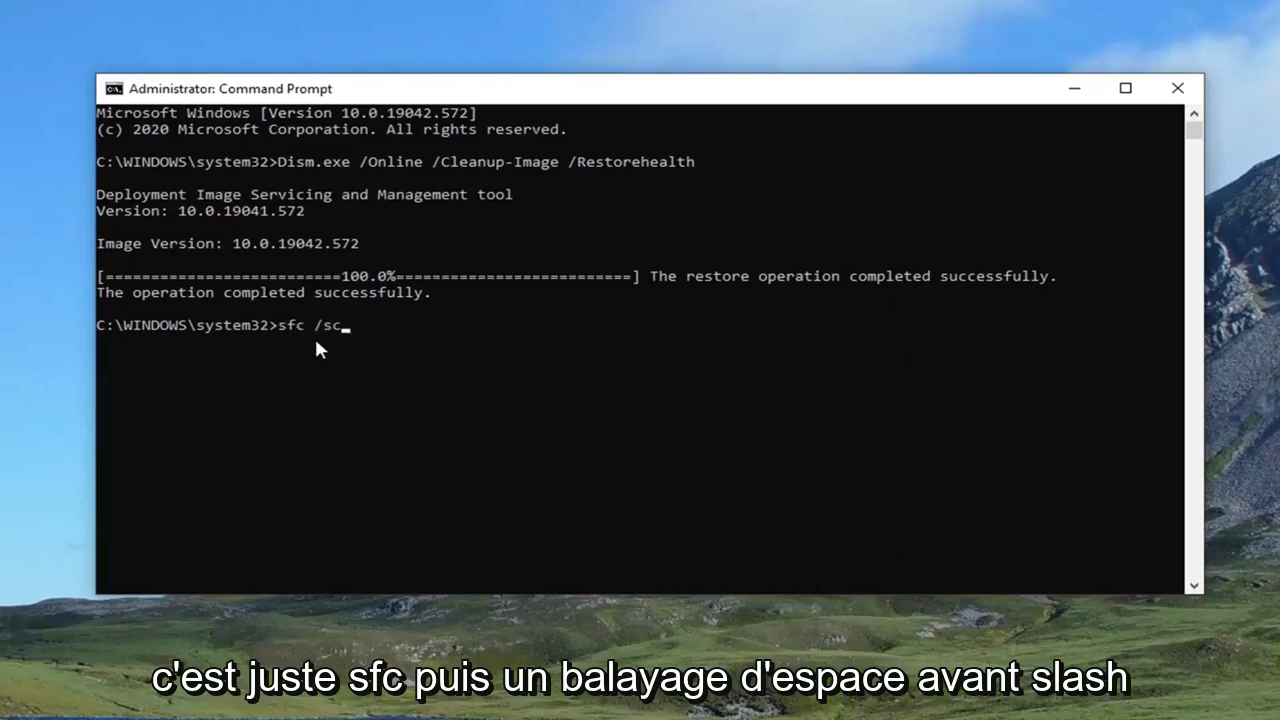 Administrator: Command Prompt
Microsoft Windows [Version 10.0.19042.572]
(c) 2020 Microsoft Corporation. All rights reserved.
C:\WINDOWS\system32>Dism.exe /Online /Cleanup-Image /Restorehealth
Deployment Image Servicing and Management tool
Version: 10.0.19041.572
Image Version: 10.0.19042.572
[==========================100.0%==========================] The restore operation completed successfully.
The operation completed successfully.
C:\WINDOWS\system32>sfc /sc_
c'est juste sfc puis un balayage d'espace avant slash